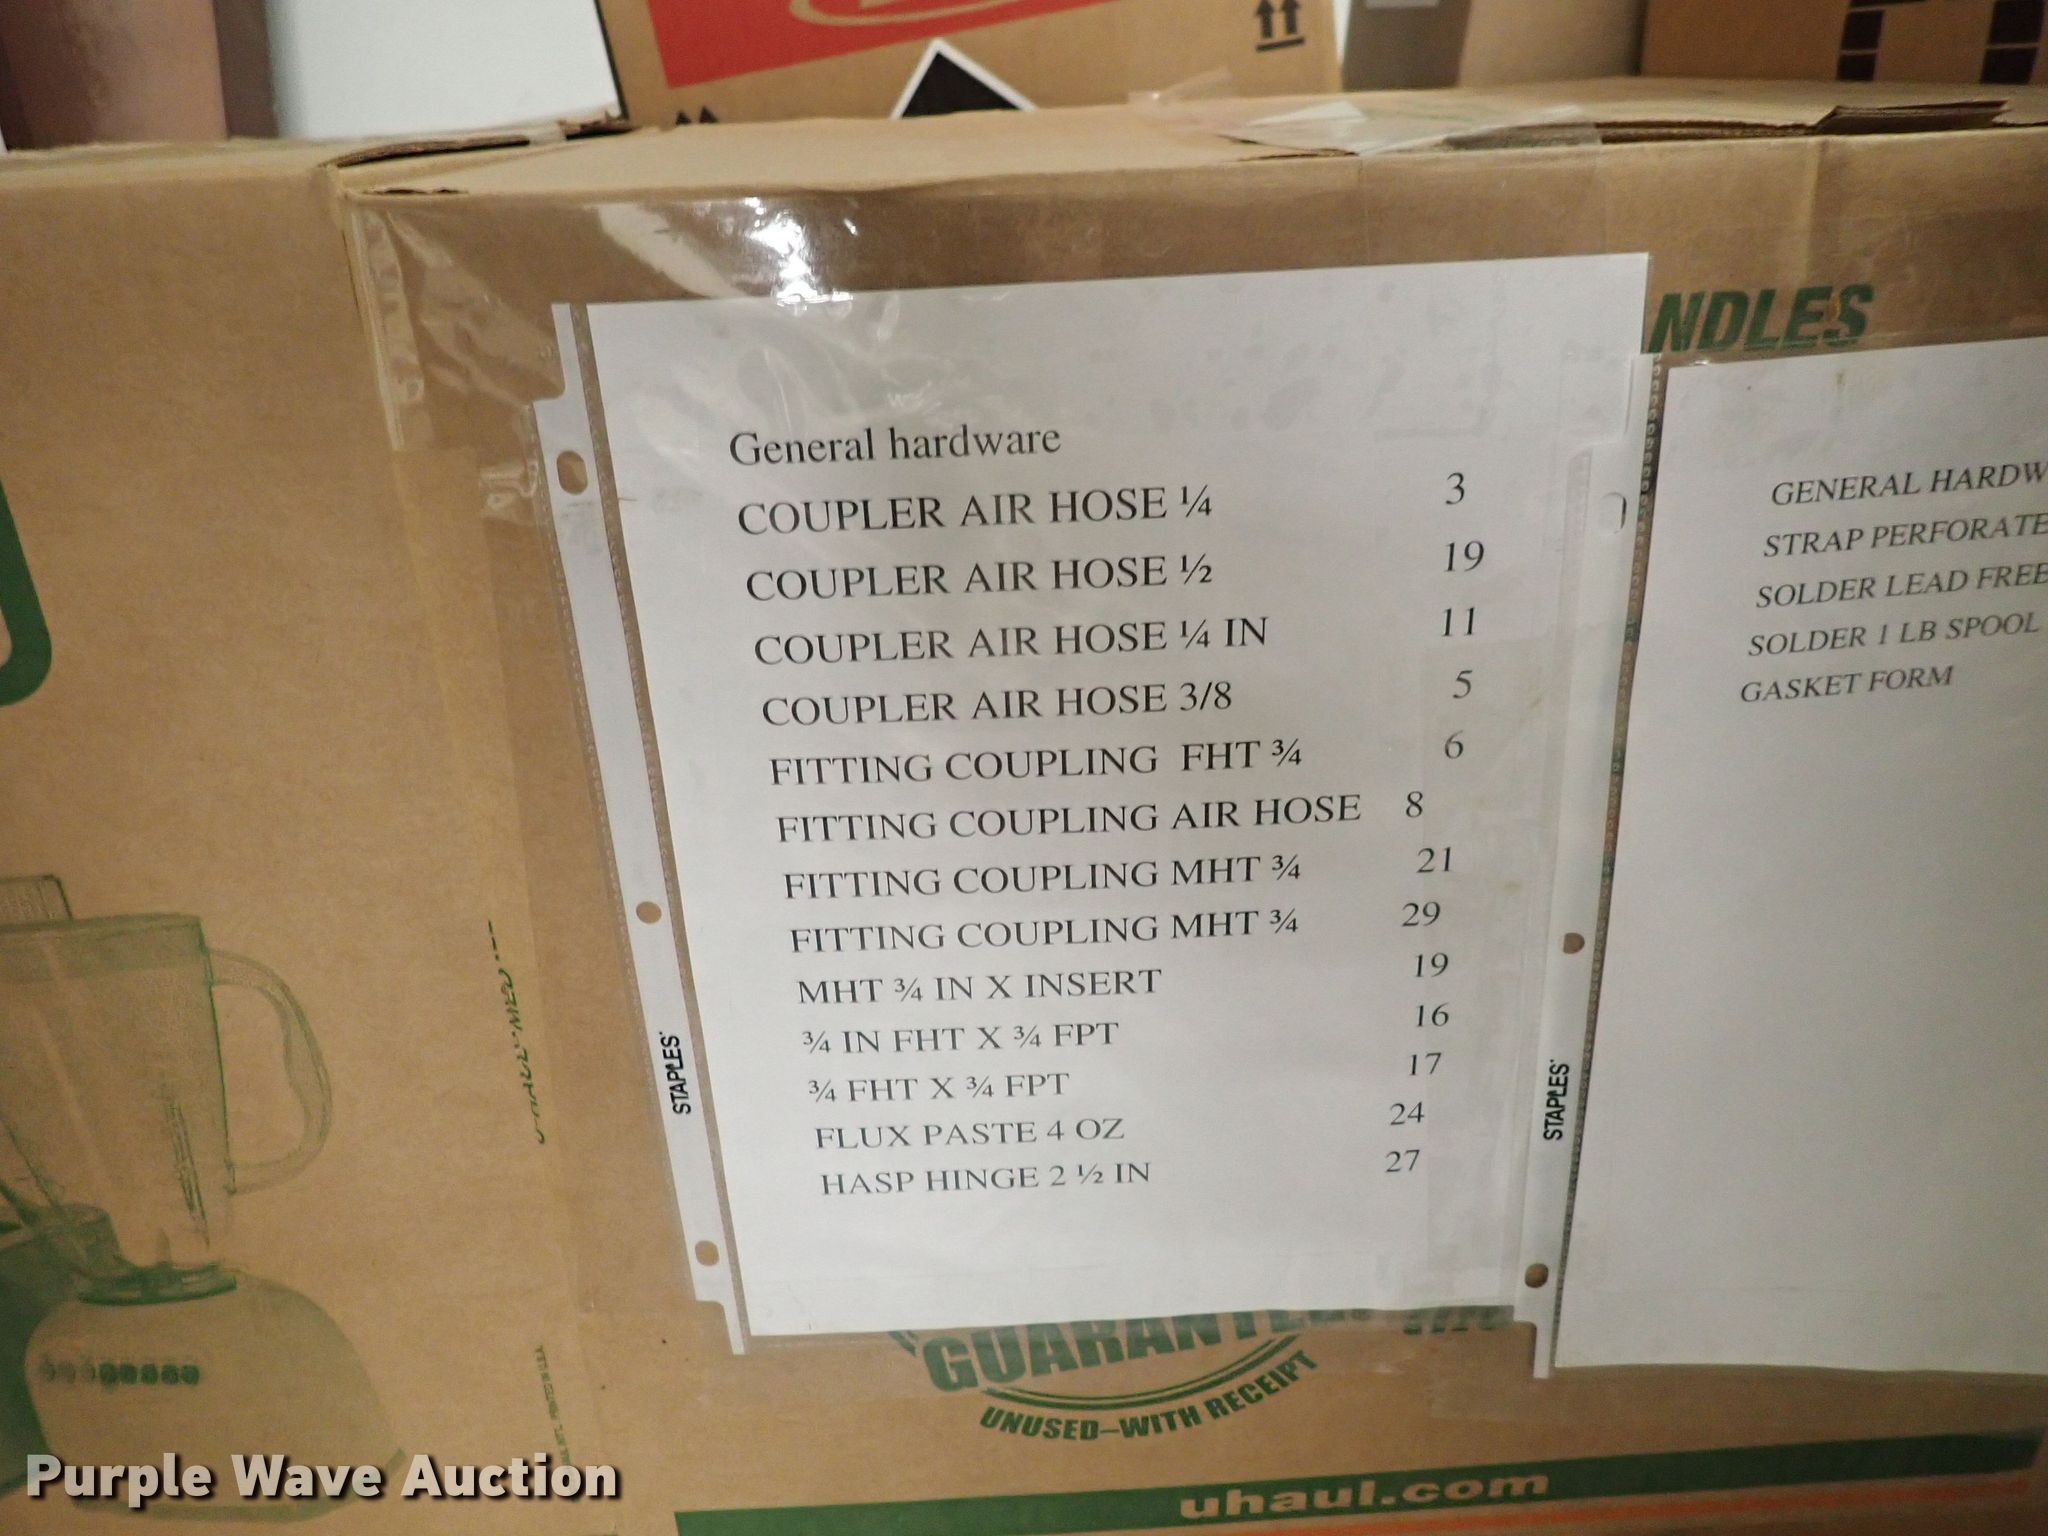 NDLES
General hardware
COUPLER AIR HOSE ¼ 3
COUPLER AIR HOSE ½ 19
COUPLER AIR HOSE ¼ IN 11
COUPLER AIR HOSE 3/8 5
FITTING COUPLING FHT ¾ 6
FITTING COUPLING AIR HOSE 8
FITTING COUPLING MHT ¾ 21
FITTING COUPLING MHT ¾ 29
MHT ¾ IN X INSERT 19
¾ IN FHT X ¾ FPT 16
¾ FHT X ¾ FPT 17
FLUX PASTE 4 OZ 24
HASP HINGE 2 ½ IN 27
STAPLES
GENERAL HARDW
STRAP PERFORATE
SOLDER LEAD FREE
SOLDER 1 LB SPOOL
GASKET FORM
STAPLES
GUARANTEE
UNUSED–WITH RECEIPT
uhaul.com
Purple Wave Auction